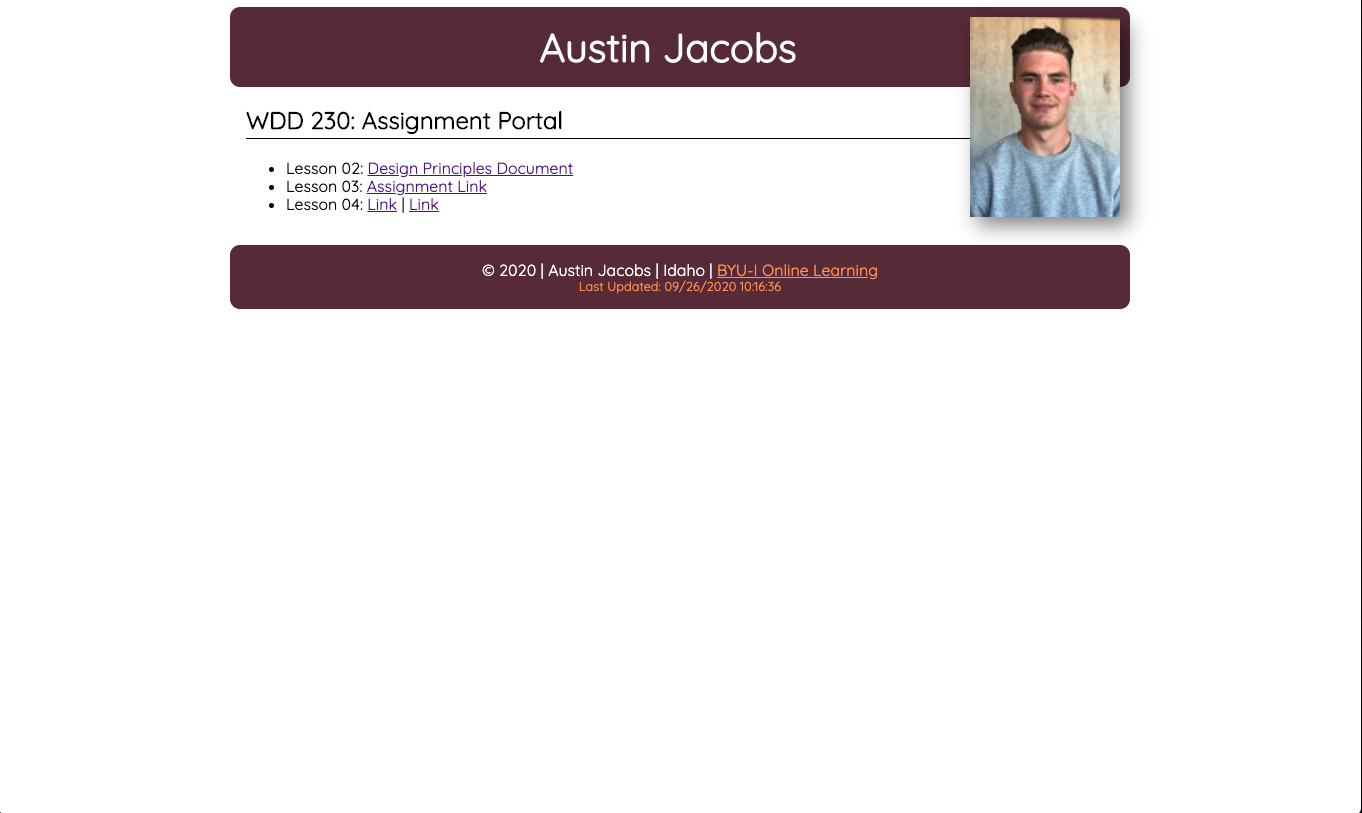 Austin Jacobs
WDD 230: Assignment Portal
Lesson 02: Design Principles Document
Lesson 03: Assignment Link
Lesson 04: Link | Link
© 2020 | Austin Jacobs | Idaho | BYU-I Online Learning
Last Updated: 09/26/2020 10:16:36